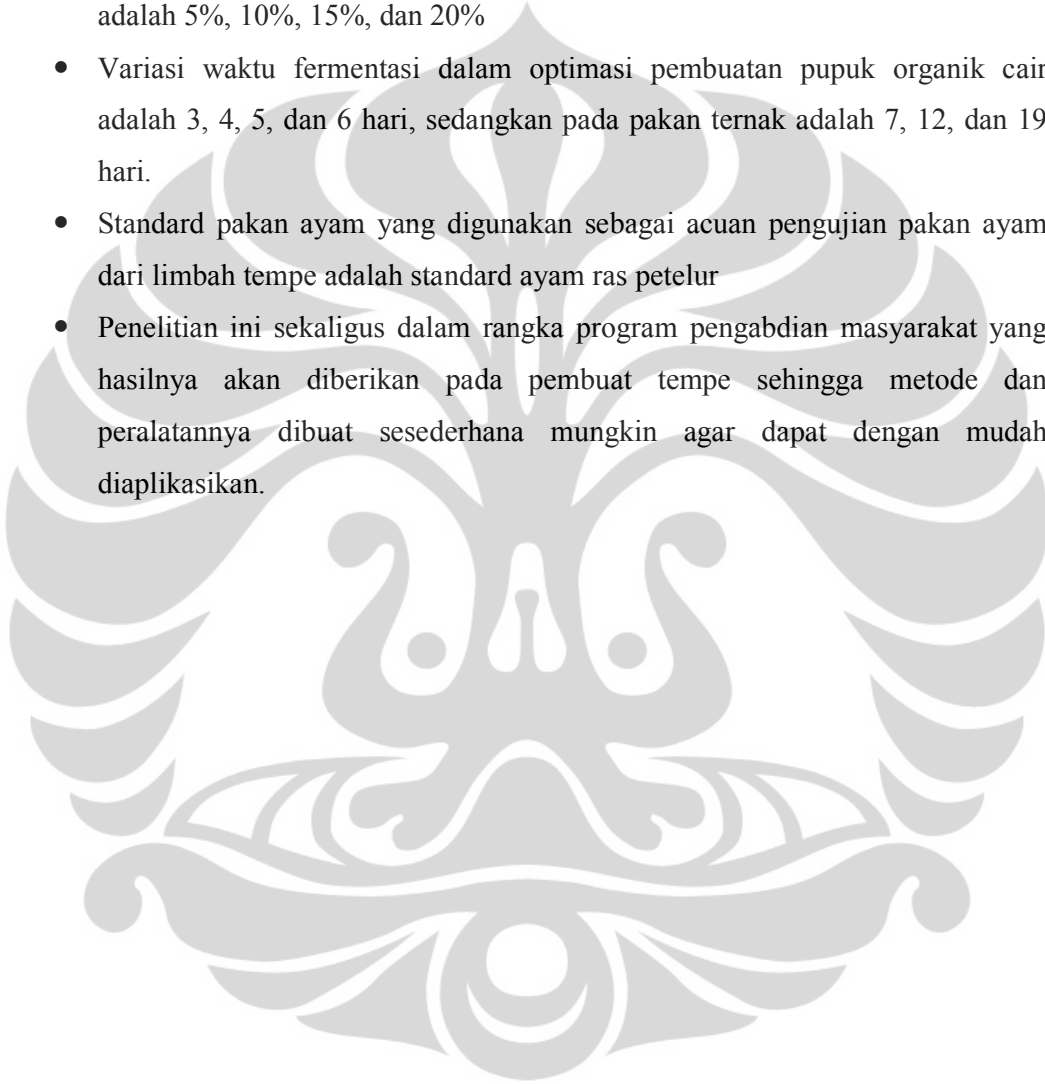 adalah 5%, 10%, 15%, dan 20%
• Variasi waktu fermentasi dalam optimasi pembuatan pupuk organik cair
adalah 3, 4, 5, dan 6 hari, sedangkan pada pakan ternak adalah 7, 12, dan 19
hari.
• Standard pakan ayam yang digunakan sebagai acuan pengujian pakan ayam
dari limbah tempe adalah standard ayam ras petelur
• Penelitian ini sekaligus dalam rangka program pengabdian masyarakat yang
hasilnya akan diberikan pada pembuat tempe sehingga metode dan
peralatannya dibuat sesederhana mungkin agar dapat dengan mudah
diaplikasikan.